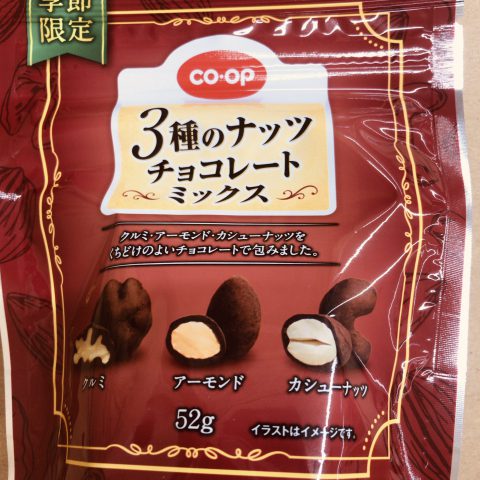 季節
限定
CO·OP
3種のナッツ
チョコレート
ミックス
クルミ・アーモンド・カシューナッツを
くちどけのよいチョコレートで包みました。
クルミ
アーモンド
カシューナッツ
52g
イラストはイメージです。